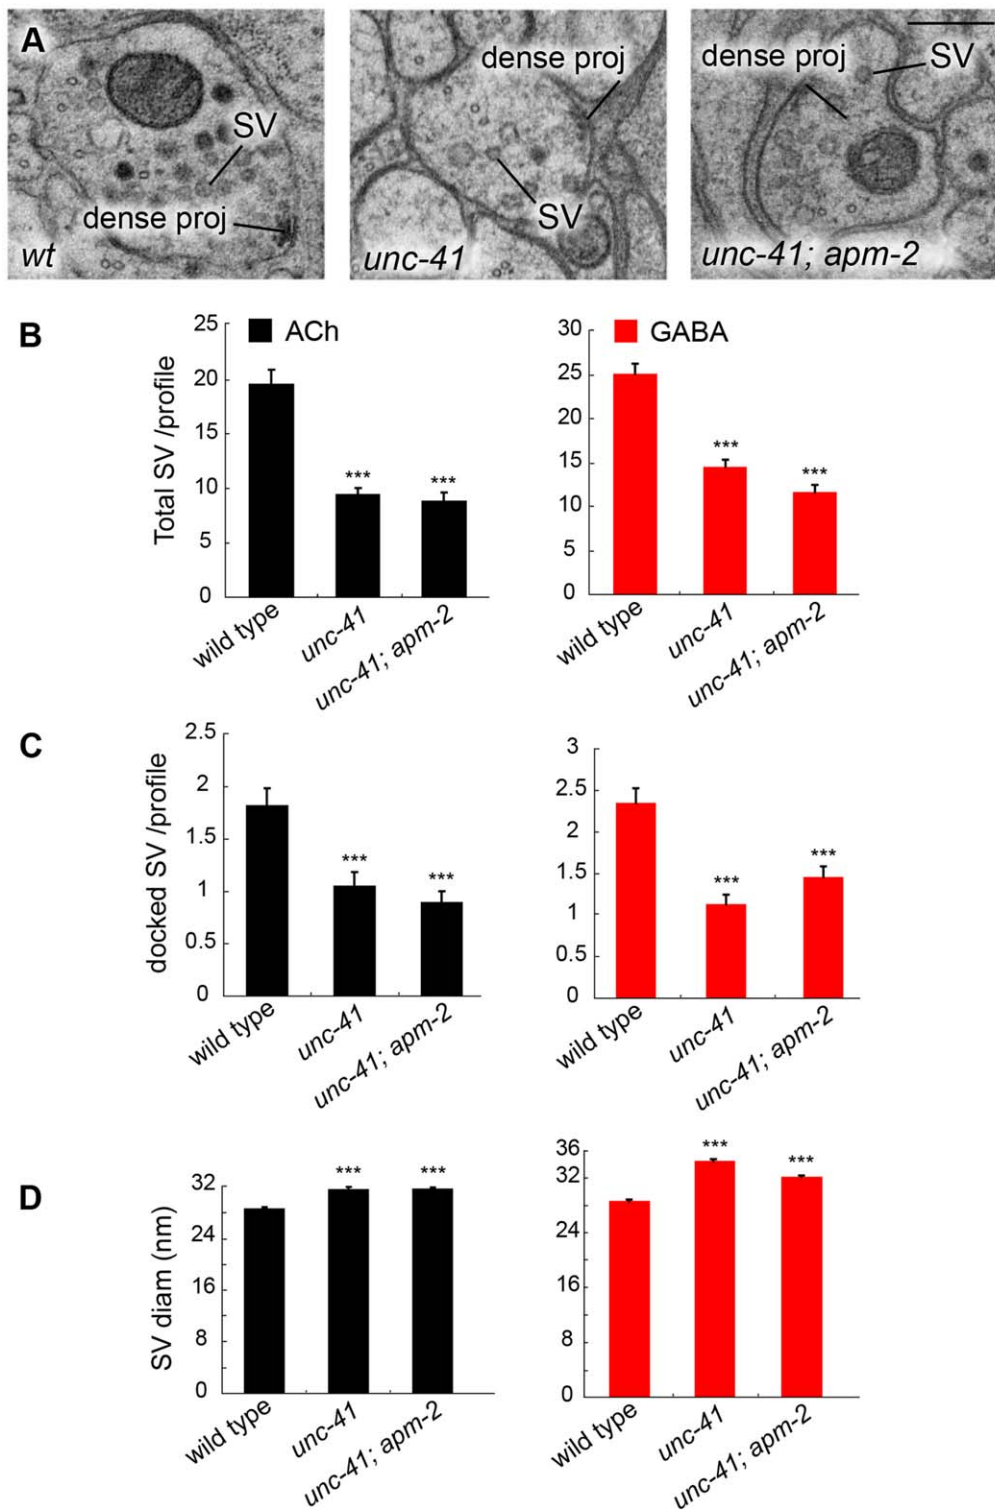 A
SV
dense proj
wt
dense proj
SV
unc-41
dense proj
SV
unc-41; apm-2
B
Total SV /profile
25
20
15
10
5
0
ACh
***
***
wild type
unc-41
unc-41; apm-2
30
25
20
15
10
5
0
GABA
***
***
wild type
unc-41
unc-41; apm-2
C
docked SV /profile
2.5
2
1.5
1
0.5
0
***
***
wild type
unc-41
unc-41; apm-2
3
2.5
2
1.5
1
0.5
0
***
***
wild type
unc-41
unc-41; apm-2
D
SV diam (nm)
32
24
16
8
0
***
***
wild type
unc-41
unc-41; apm-2
36
32
24
16
8
0
***
***
wild type
unc-41
unc-41; apm-2